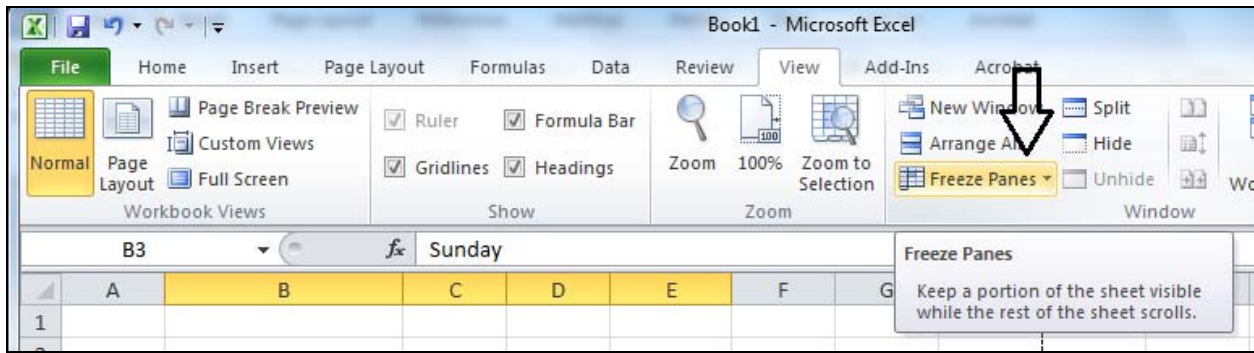 Book1 - Microsoft Excel
File Home Insert Page Layout Formulas Data Review View Add-Ins Acrobat
Page Break Preview Ruler Formula Bar 100 New Window Split
Custom Views Arrange Hide
Normal Page Layout Full Screen Gridlines Headings Zoom 100% Zoom to Selection Freeze Panes Unhide
Workbook Views Show Zoom Window
B3 fx Sunday
Freeze Panes
A B C D E F G
Keep a portion of the sheet visible
while the rest of the sheet scrolls.
1